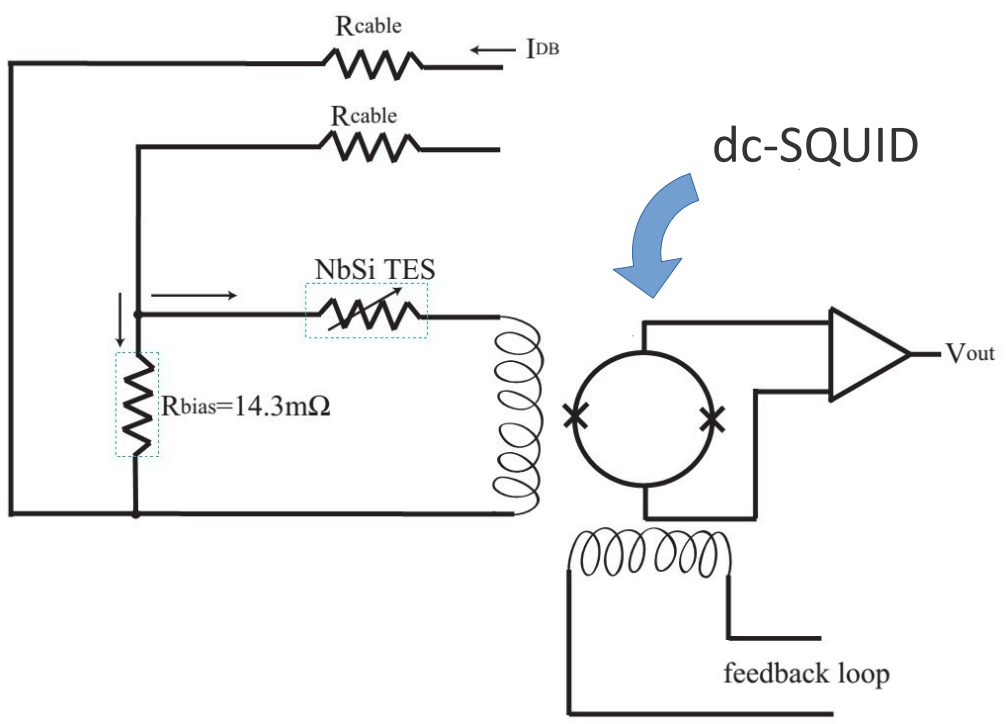 Rcable
IDB
Rcable
dc-SQUID
NbSi TES
Rbias=14.3mΩ
Vout
feedback loop